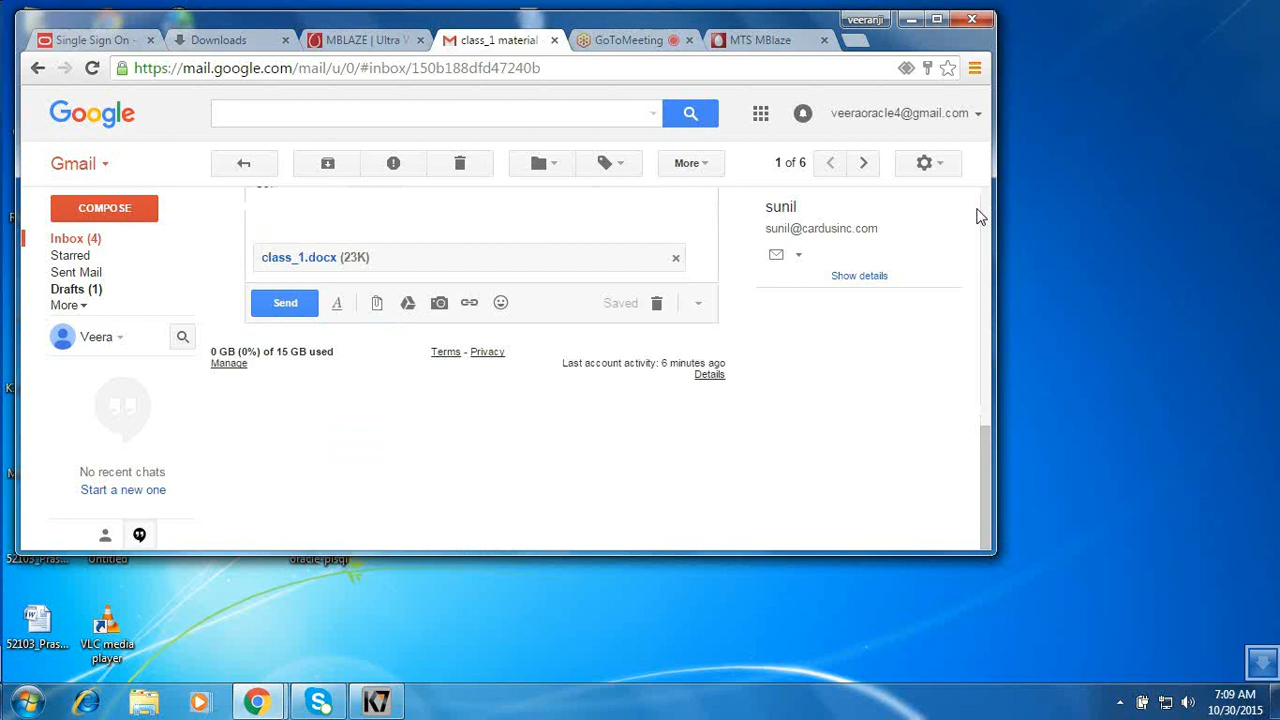 veeranji
Single Sign On -
Downloads
MBLAZE | Ultra
class_1 material
GoToMeeting
MTS MBlaze
https://mail.google.com/mail/u/0/#inbox/150b188dfd47240b
Google
veeraoracle4@gmail.com
Gmail
More
1 of 6
COMPOSE
Inbox (4)
Starred
Sent Mail
Drafts (1)
More
Veera
No recent chats
Start a new one
class_1.docx (23K)
Send
Saved
0 GB (0%) of 15 GB used
Manage
Terms - Privacy
Last account activity: 6 minutes ago
Details
sunil
sunil@cardusinc.com
Show details
52103_Pras...
VLC media
player
K7
7:09 AM
10/30/2015